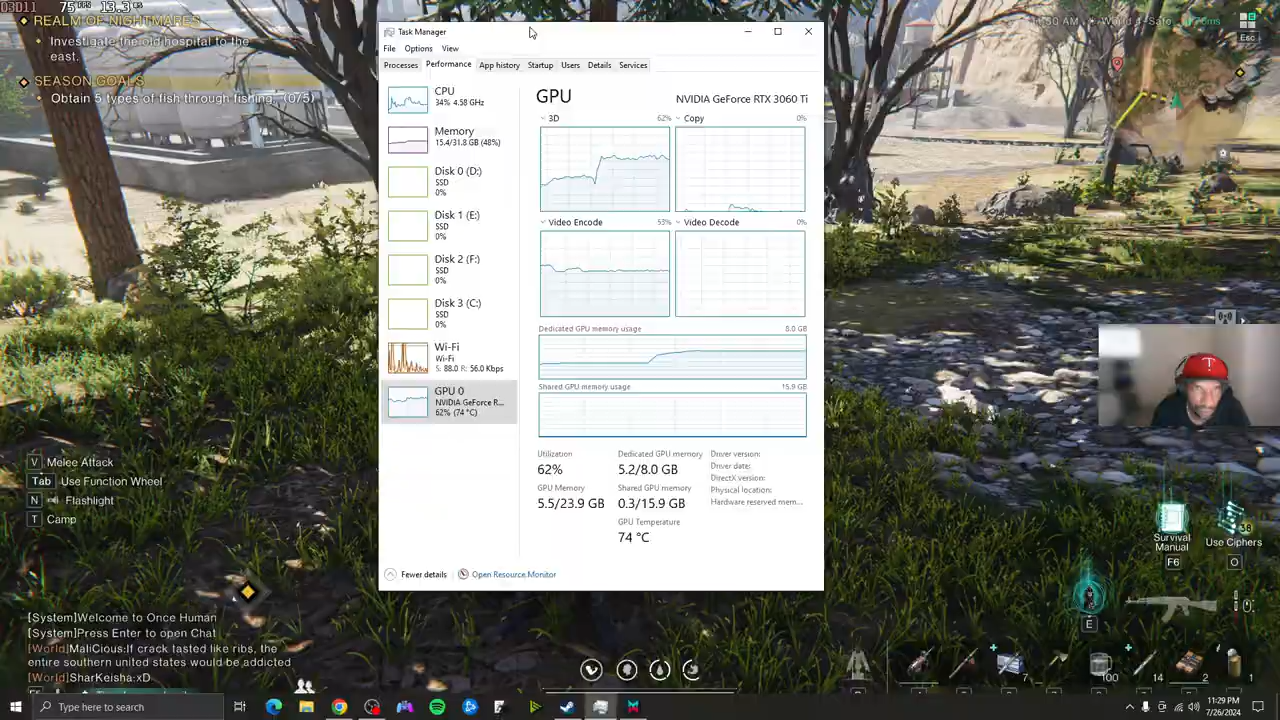 D3D11 75 FPS 13.3 ms
REALM OF NIGHTMARES
Investigate the old hospital to the
east.
SEASON GOALS
Obtain 5 types of fish through fishing. (0/5)
Task Manager
File Options View
Processes Performance App history Startup Users Details Services
CPU
34% 4.58 GHz
Memory
15.4/31.8 GB (48%)
Disk 0 (D:)
SSD
0%
Disk 1 (E:)
SSD
0%
Disk 2 (F:)
SSD
0%
Disk 3 (C:)
SSD
0%
Wi-Fi
Wi-Fi
S: 88.0 R: 56.0 Kbps
GPU 0
NVIDIA GeForce R...
62% (74 °C)
GPU NVIDIA GeForce RTX 3060 Ti
3D 62% Copy 0%
Video Encode 53% Video Decode 0%
Dedicated GPU memory usage 8.0 GB
Shared GPU memory usage 15.9 GB
Utilization
62%
Dedicated GPU memory
5.2/8.0 GB
GPU Memory
5.5/23.9 GB
Shared GPU memory
0.3/15.9 GB
GPU Temperature
74 °C
Driver version:
Driver date:
DirectX version:
Physical location:
Hardware reserved mem...
Fewer details Open Resource Monitor
Esc
T
V Melee Attack
Tab Use Function Wheel
N Flashlight
T Camp
[System]Welcome to Once Human
[System]Press Enter to open Chat
[World]MaliCious:If crack tasted like ribs, the
entire southern united states would be addicted
[World]SharKeisha:xD
Survival
Manual
F6
38
Use Ciphers
O
E
7 100 14 2 1
Type here to search
11:29 PM
7/26/2024